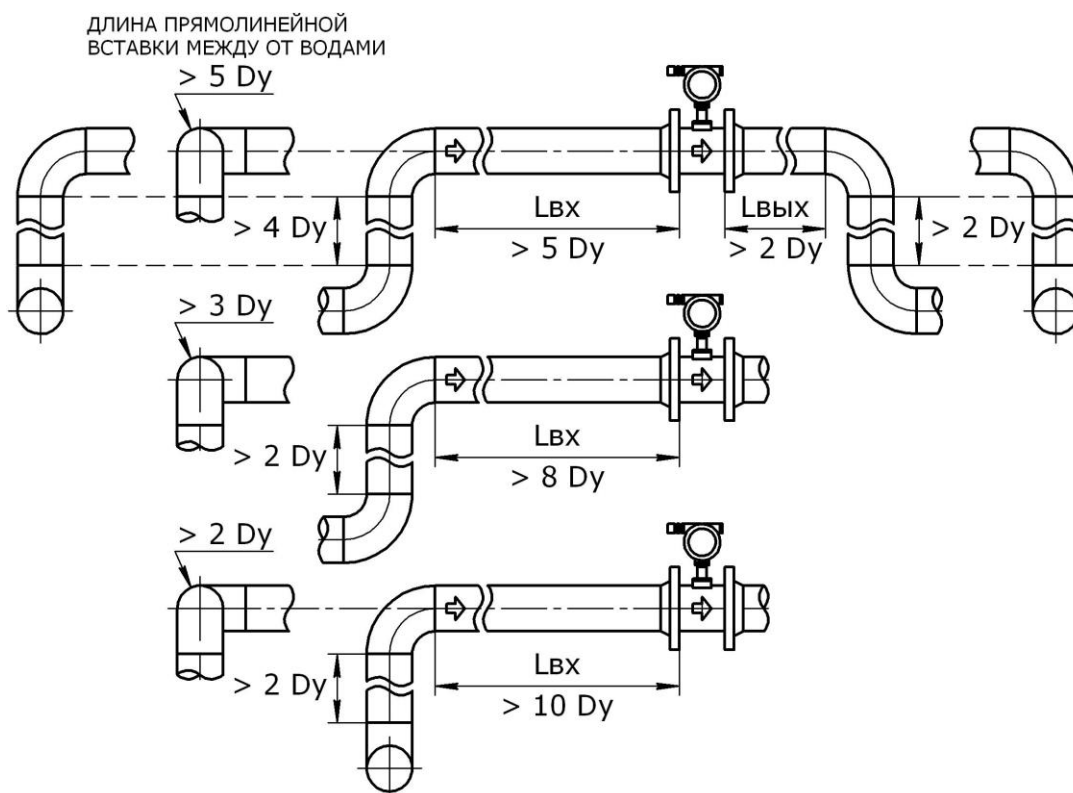 ДЛИНА ПРЯМОЛИНЕЙНОЙ
ВСТАВКИ МЕЖДУ ОТ ВОДАМИ
> 5 Dy
> 4 Dy
Lвх
> 5 Dy
Lвых
> 2 Dy
> 2 Dy
> 3 Dy
> 2 Dy
Lвх
> 8 Dy
> 2 Dy
> 2 Dy
Lвх
> 10 Dy